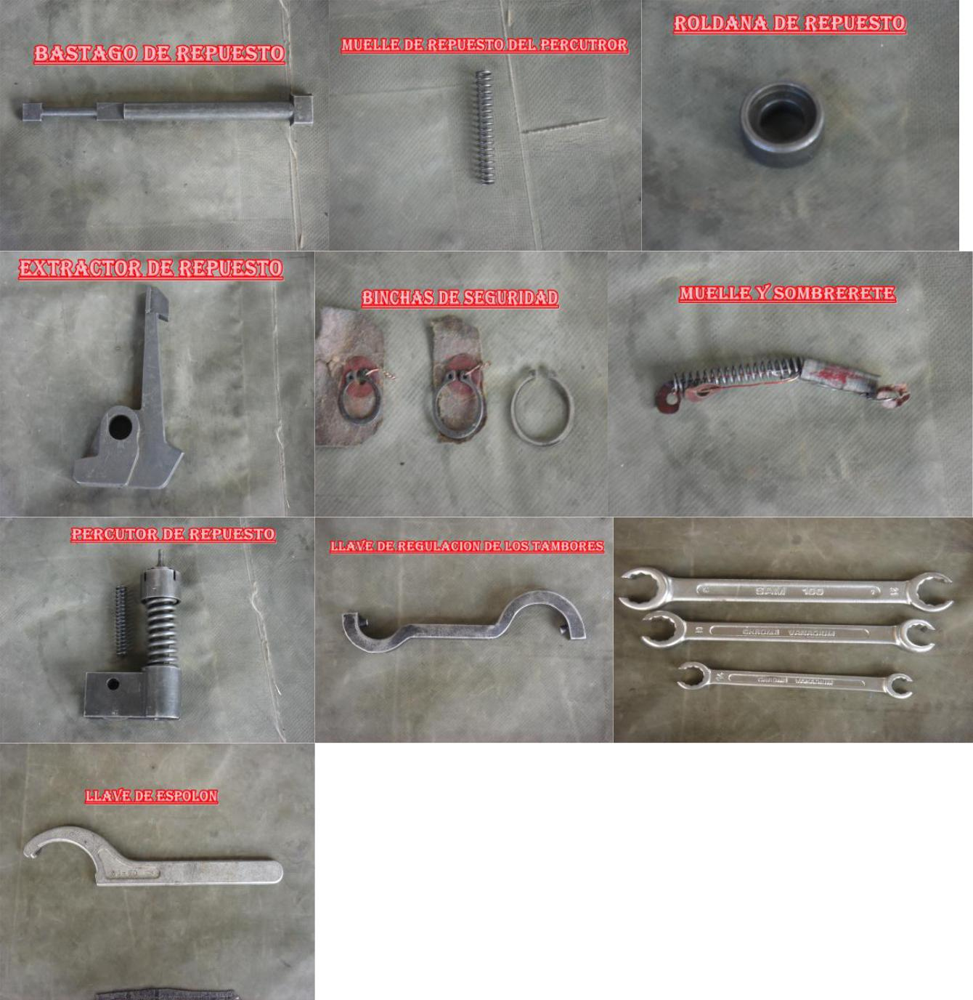 BASTAGO DE REPUESTO
MUELLE DE REPUESTO DEL PERCUTROR
ROLDANA DE REPUESTO
EXTRACTOR DE REPUESTO
BINCHAS DE SEGURIDAD
MUELLE Y SOMBRERETE
PERCUTOR DE REPUESTO
LLAVE DE REGULACION DE LOS TAMBORES
SAM 100
CHROME VANADIUM
CHROME VANADIUM
LLAVE DE ESPOLON